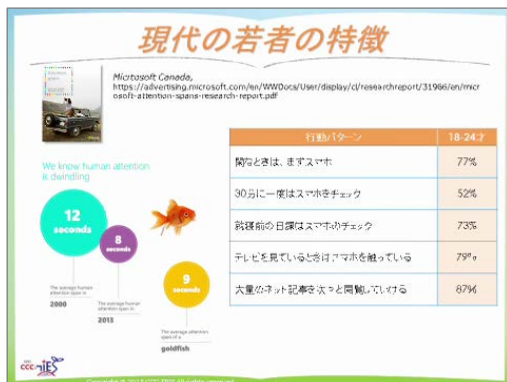 現代の若者の特徴
Microsoft Canada,
https://advertising.microsoft.com/en/WWDocs/User/display/cl/researchreport/31966/en/micr
osoft-attention-spans-research-report.pdf
We know human attention
is dwindling
12
seconds
8
seconds
9
seconds
The average human
attention span in
2000
The average human
attention span in
2013
The average attention
span of a
goldfish
行動パターン 18-24才
ときは、まずスマホ 77%
30分に一度はスマホをチェック 52%
就寝前の日課はスマホのチェック 73%
テレビを見ているときはスマホを触っている 79%
大量のネット記事を次々と閲覧していける 87%